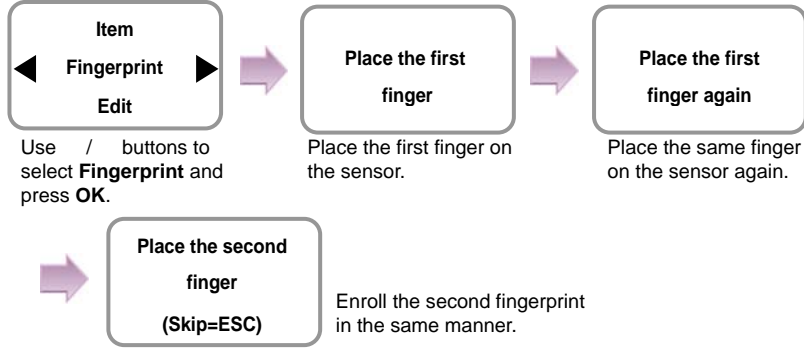 Item
Fingerprint
Edit
Use / buttons to
select Fingerprint and
press OK.
Place the first
finger
Place the first finger on
the sensor.
Place the first
finger again
Place the same finger
on the sensor again.
Place the second
finger
(Skip=ESC)
Enroll the second fingerprint
in the same manner.